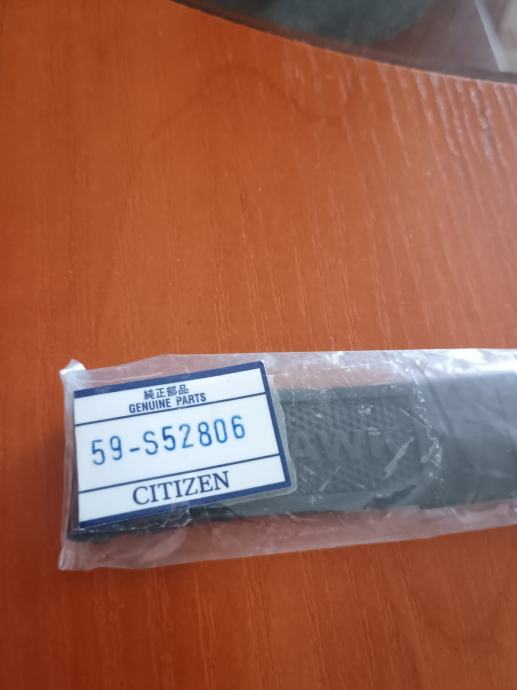 純正部品
GENUINE PARTS
59-S52806
CITIZEN